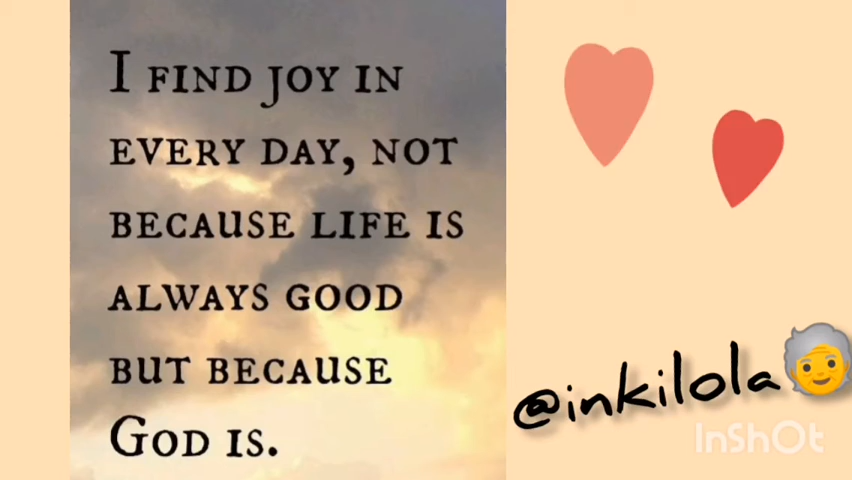 I FIND JOY IN
EVERY DAY, NOT
BECAUSE LIFE IS
ALWAYS GOOD
BUT BECAUSE
GOD IS.
@inkilola
InShOt